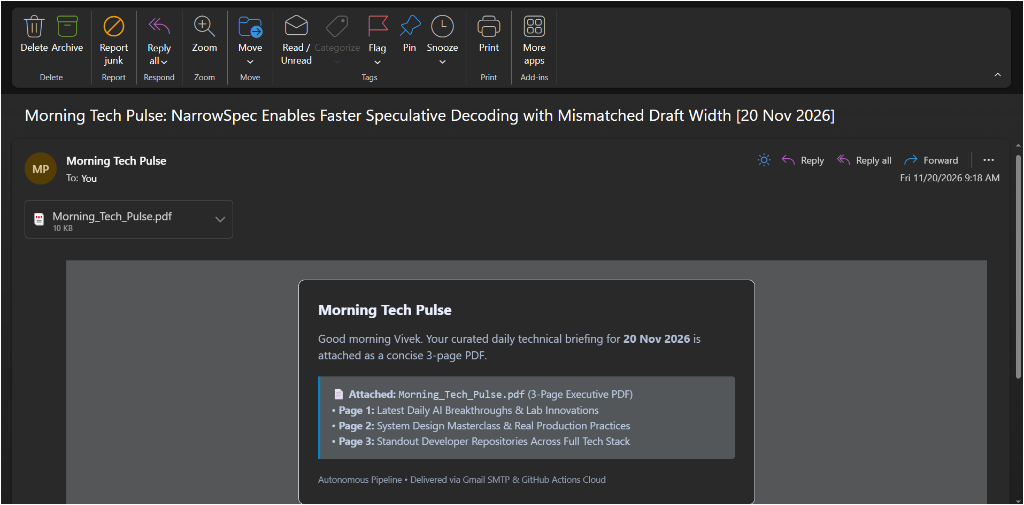 Delete Archive
Report junk
Reply all
Zoom
Move
Read / Unread
Categorize
Flag
Pin
Snooze
Print
More apps
Delete
Report
Respond
Zoom
Move
Tags
Print
Add-ins
Morning Tech Pulse: NarrowSpec Enables Faster Speculative Decoding with Mismatched Draft Width [20 Nov 2026]
MP
Morning Tech Pulse
To: You
Reply
Reply all
Forward
Fri 11/20/2026 9:18 AM
Morning_Tech_Pulse.pdf
10 KB
Morning Tech Pulse
Good morning Vivek. Your curated daily technical briefing for 20 Nov 2026 is
attached as a concise 3-page PDF.
Attached: Morning_Tech_Pulse.pdf (3-Page Executive PDF)
• Page 1: Latest Daily AI Breakthroughs & Lab Innovations
• Page 2: System Design Masterclass & Real Production Practices
• Page 3: Standout Developer Repositories Across Full Tech Stack
Autonomous Pipeline • Delivered via Gmail SMTP & GitHub Actions Cloud